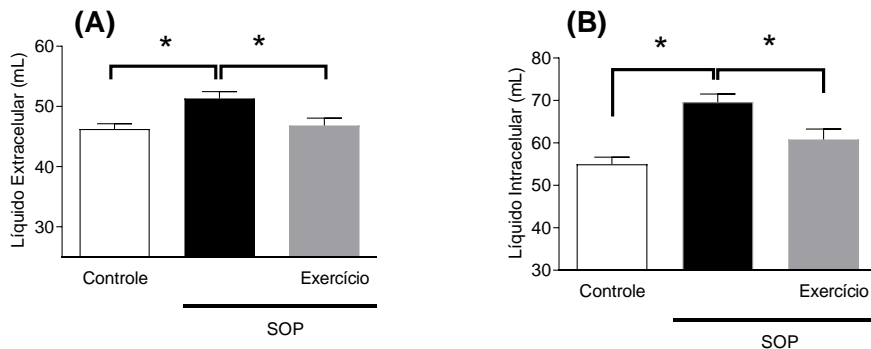 (A)
* *
Líquido Extracelular (mL)
60
50
40
30
Controle Exercício
SOP
(B)
* *
Líquido Intracelular (mL)
80
70
60
50
40
30
Controle Exercício
SOP